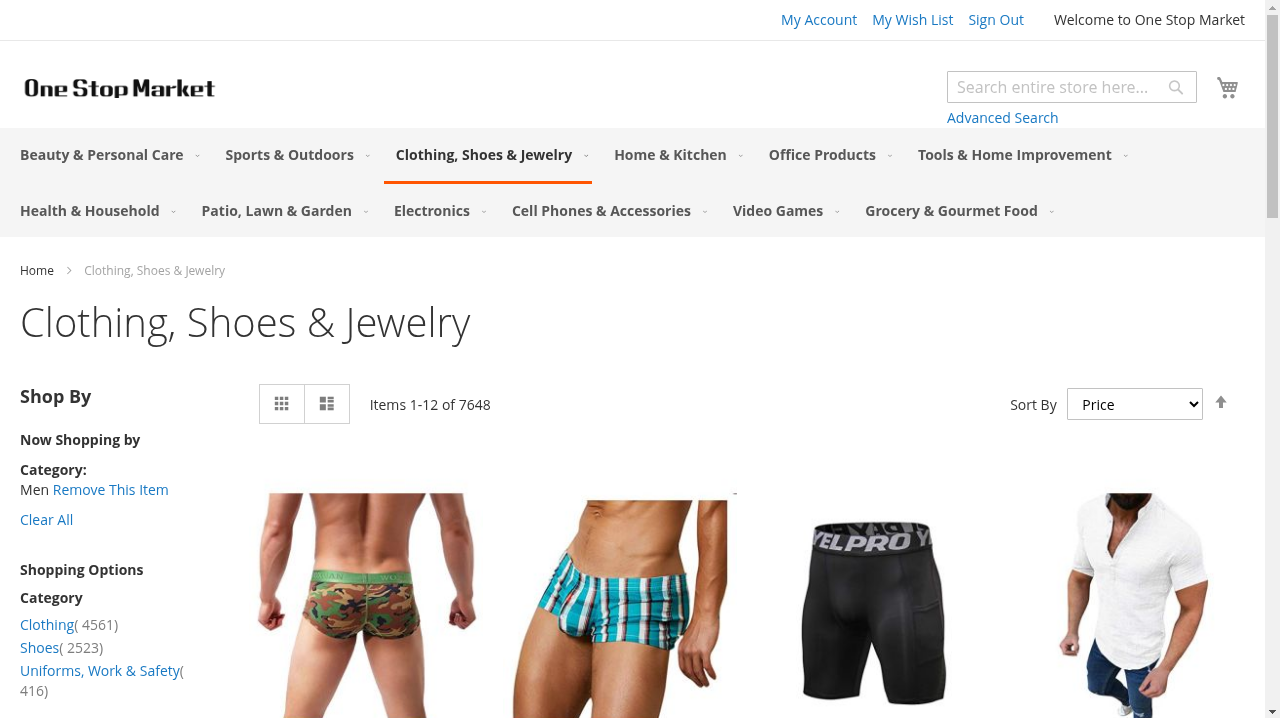 My Account My Wish List Sign Out Welcome to One Stop Market
One Stop Market
Search entire store here...
Advanced Search
Beauty & Personal Care Sports & Outdoors Clothing, Shoes & Jewelry Home & Kitchen Office Products Tools & Home Improvement
Health & Household Patio, Lawn & Garden Electronics Cell Phones & Accessories Video Games Grocery & Gourmet Food
Home Clothing, Shoes & Jewelry
Clothing, Shoes & Jewelry
Shop By
Items 1-12 of 7648
Sort By Price
Now Shopping by
Category:
Men Remove This Item
Clear All
Shopping Options
Category
Clothing( 4561)
Shoes( 2523)
Uniforms, Work & Safety(
416)
YELPRO